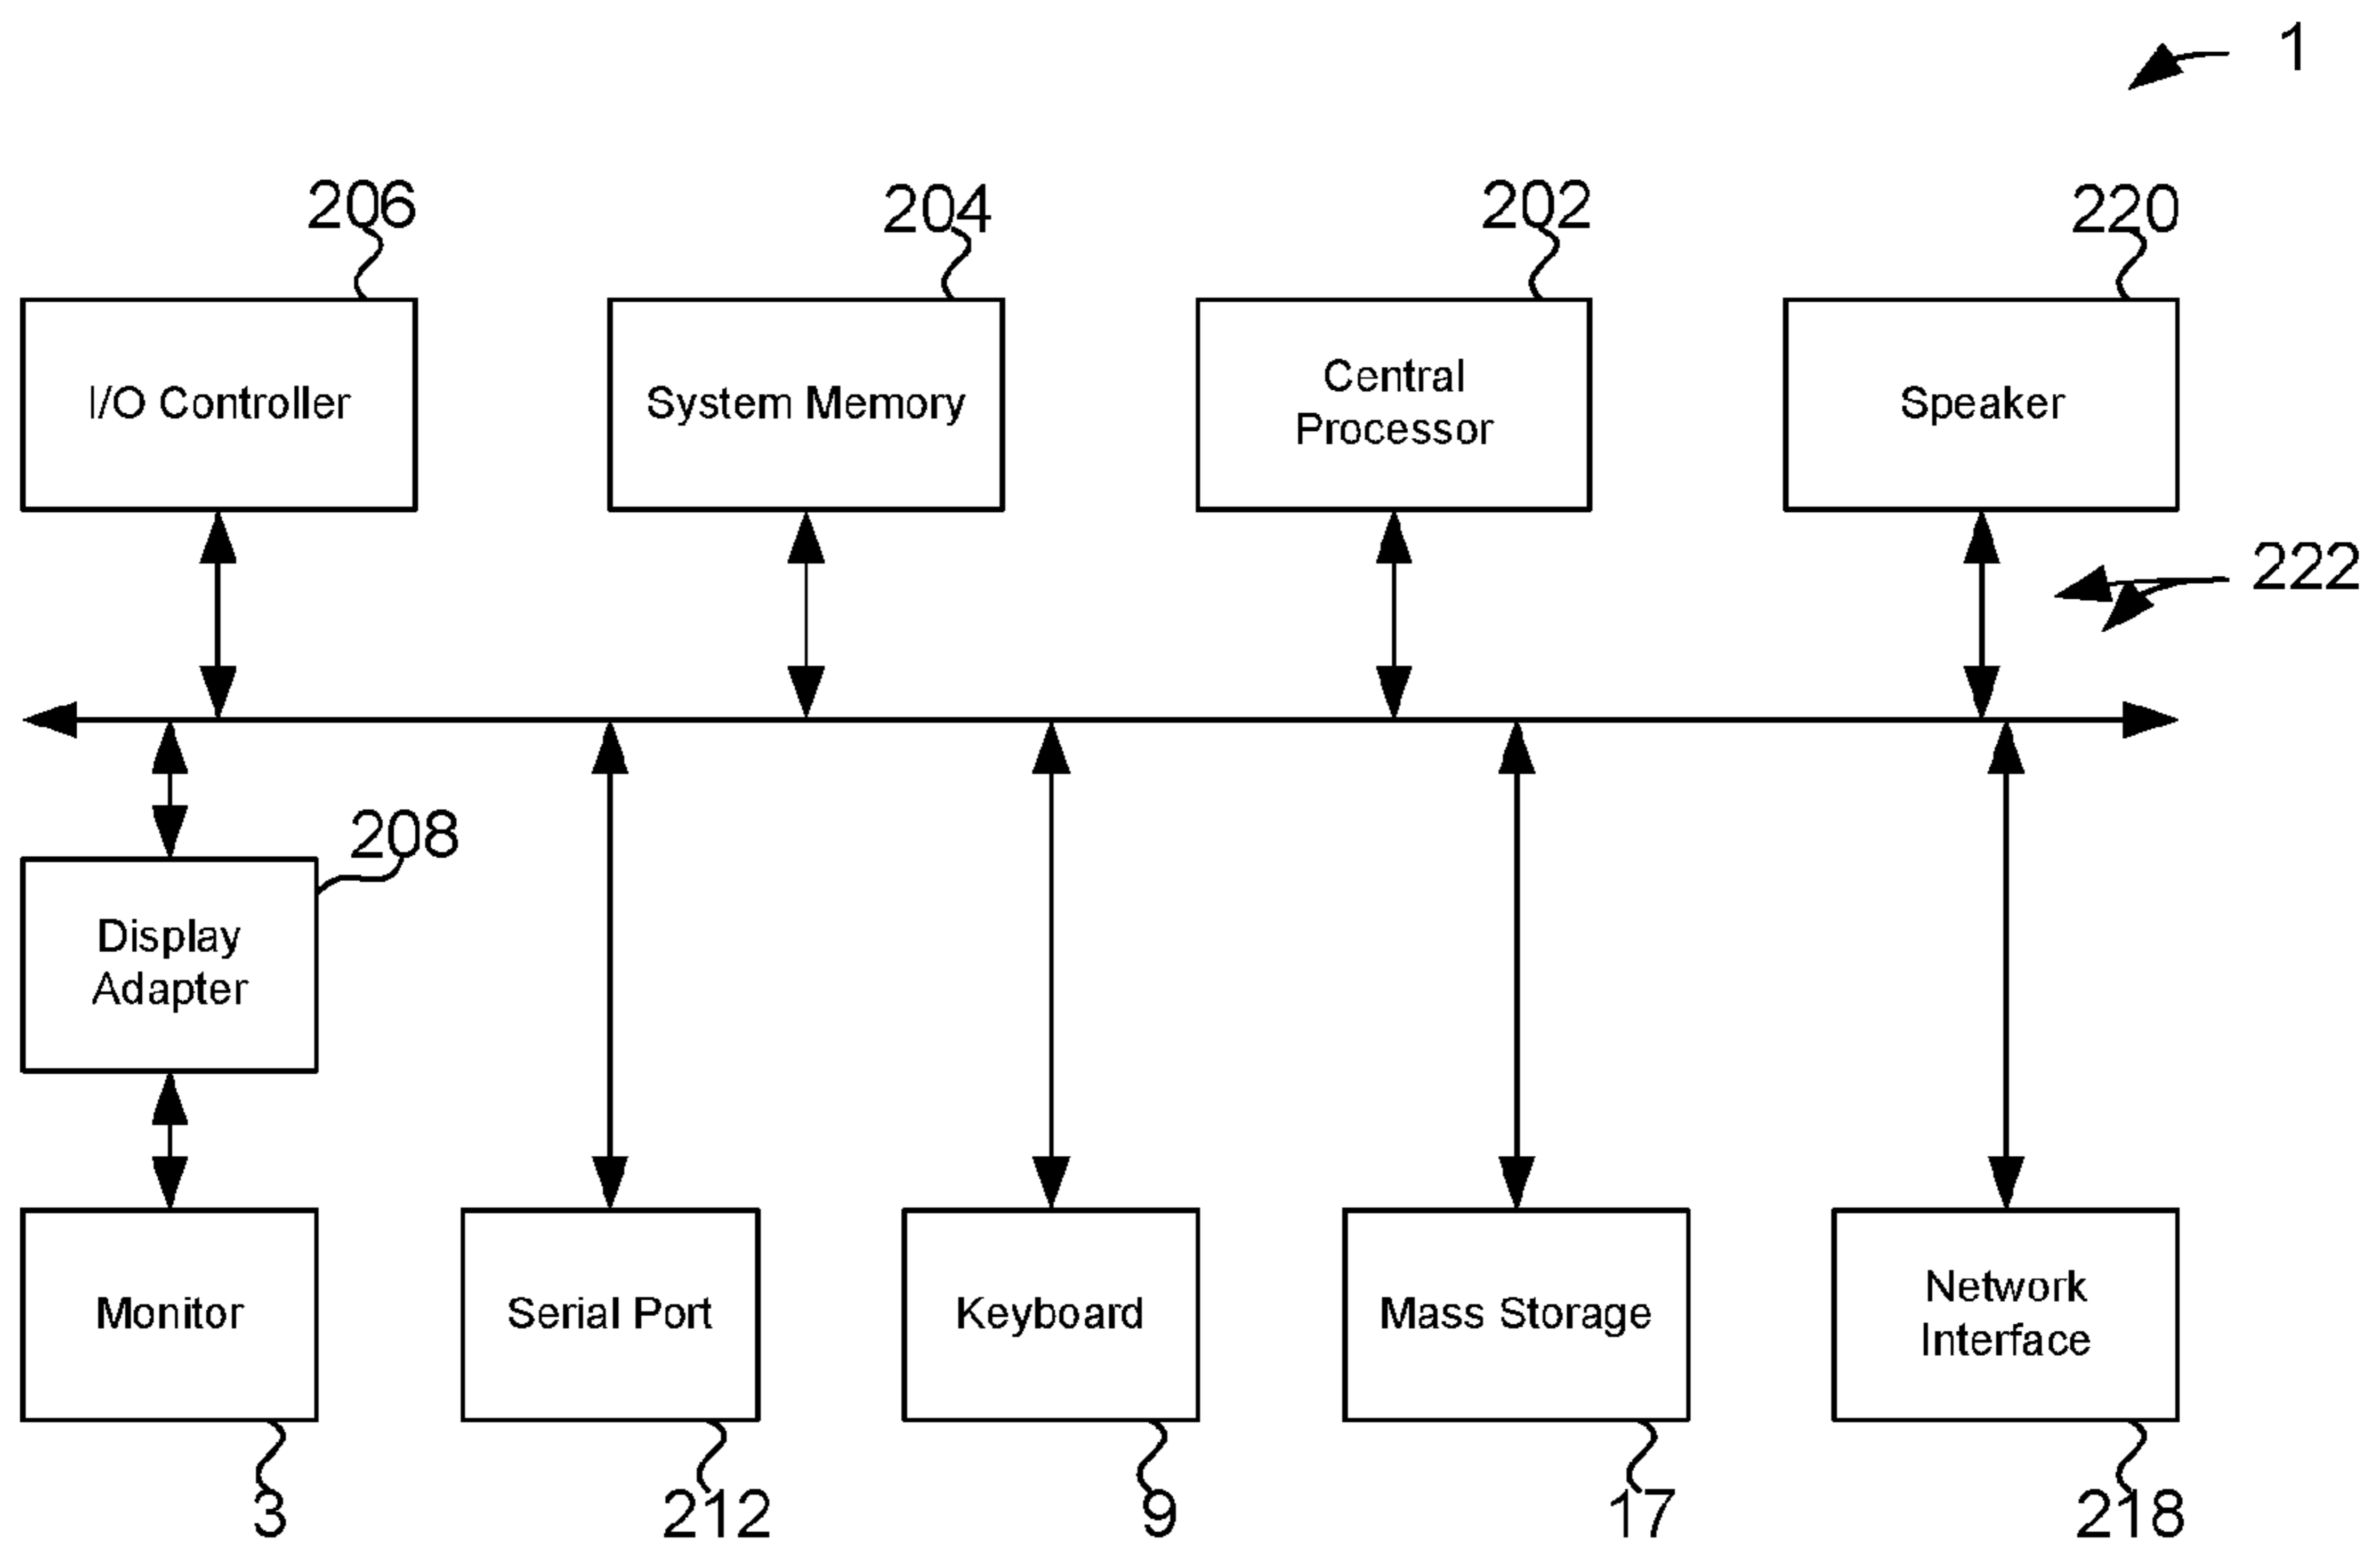 1
206
204
202
220
I/O Controller
System Memory
Central
Processor
Speaker
222
208
Display
Adapter
Monitor
Serial Port
Keyboard
Mass Storage
Network
Interface
3
212
9
17
218